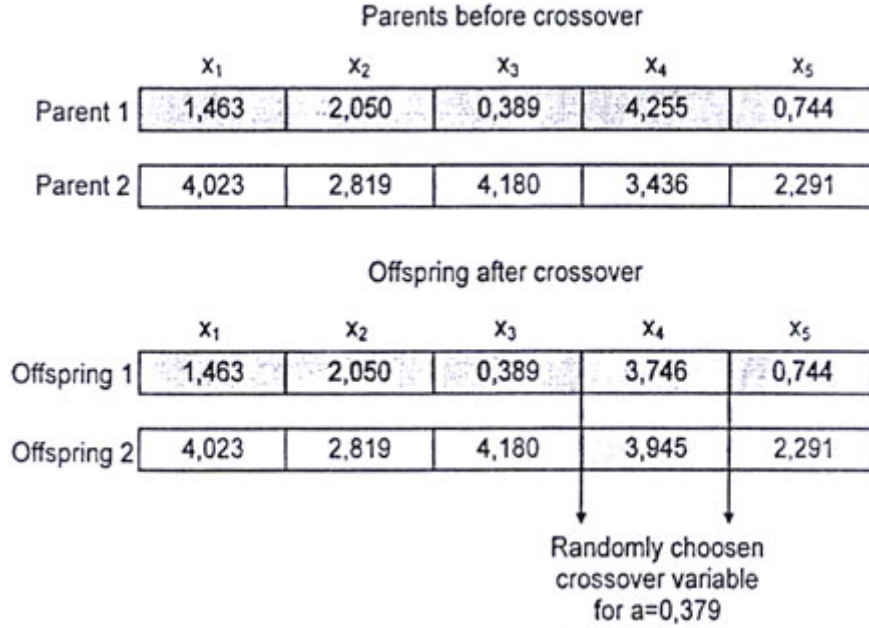 Parents before crossover
x1 x2 x3 x4 x5
Parent 1 1,463 2,050 0,389 4,255 0,744
Parent 2 4,023 2,819 4,180 3,436 2,291
Offspring after crossover
x1 x2 x3 x4 x5
Offspring 1 1,463 2,050 0,389 3,746 0,744
Offspring 2 4,023 2,819 4,180 3,945 2,291
Randomly choosen
crossover variable
for a=0,379